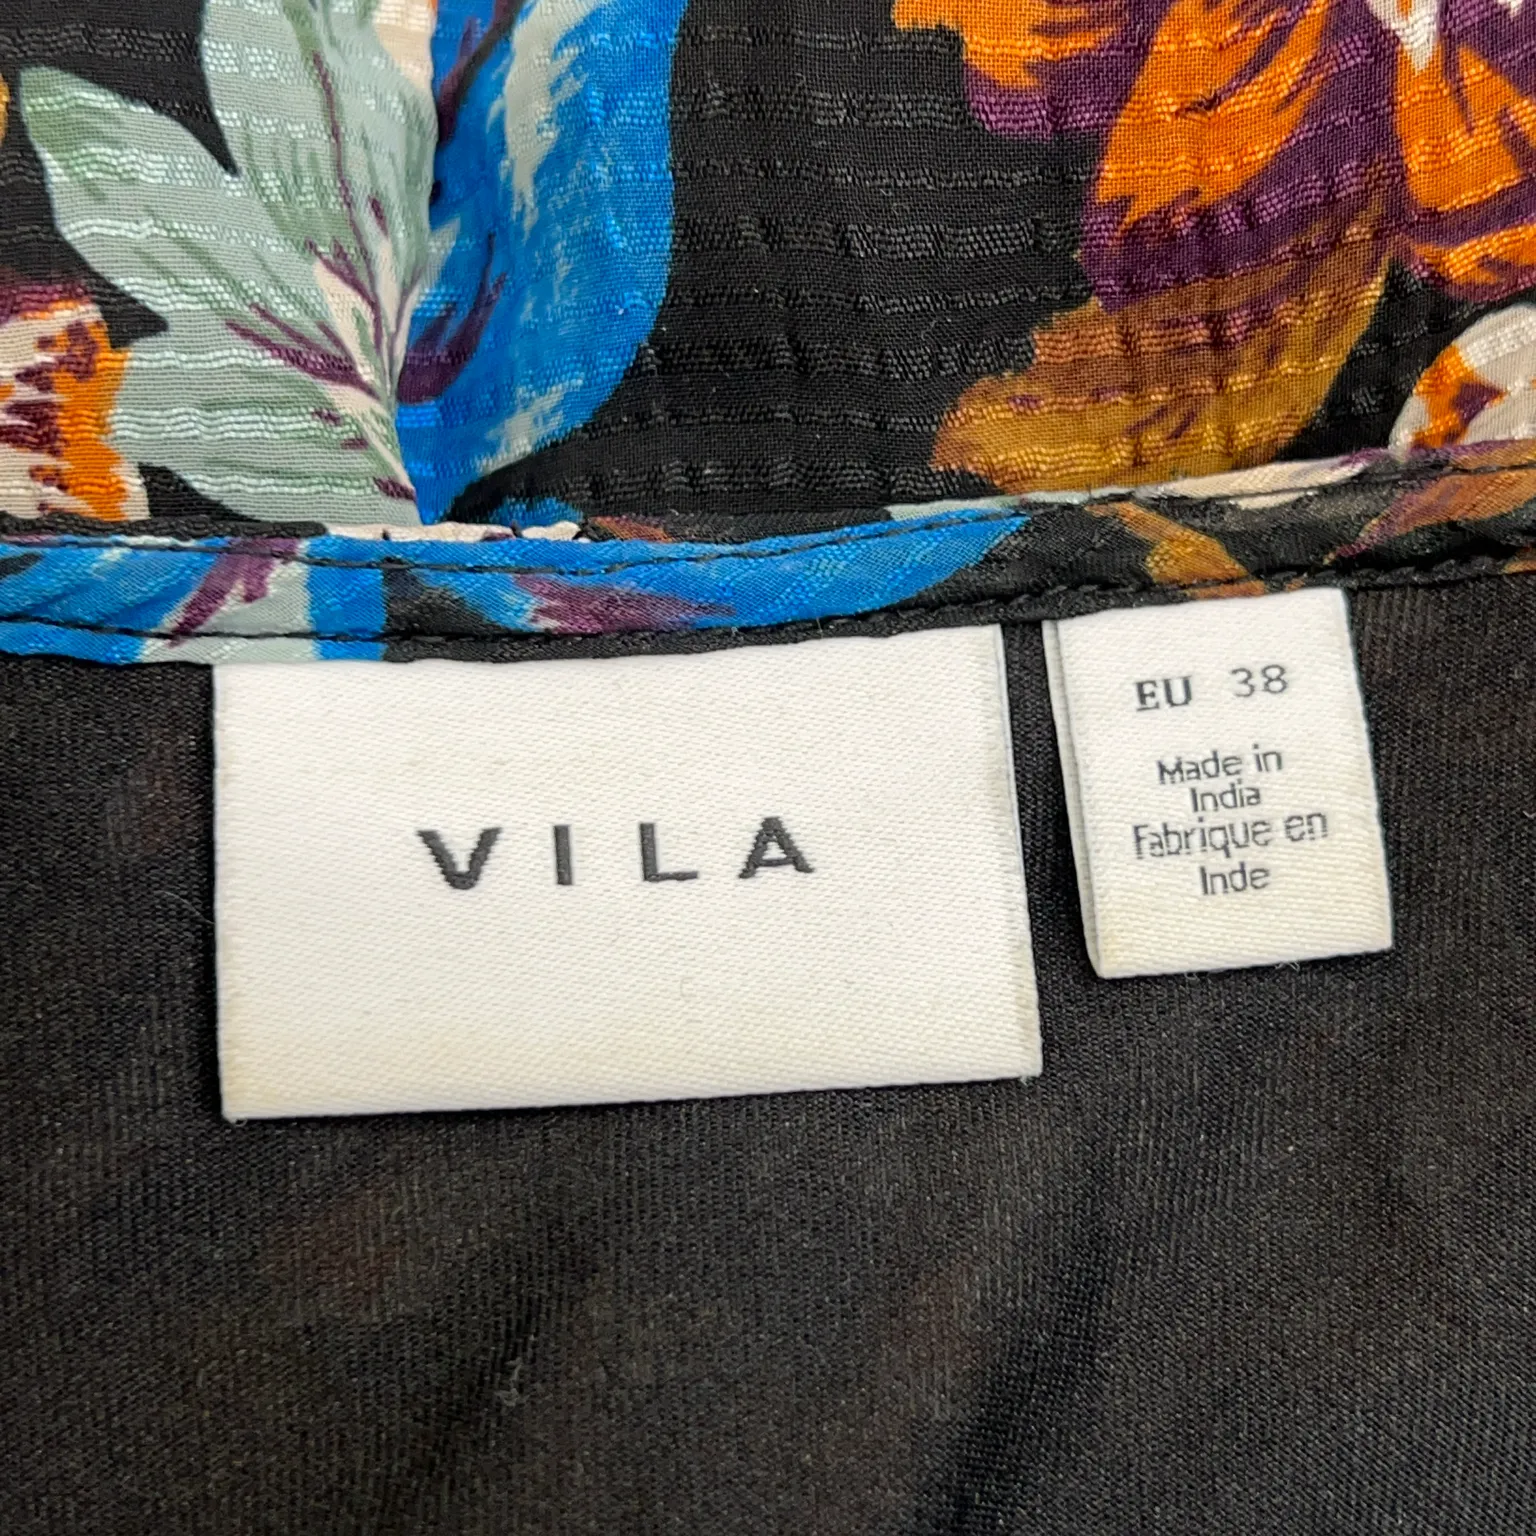 VILA
EU 38
Made in
India
Fabrique en
Inde